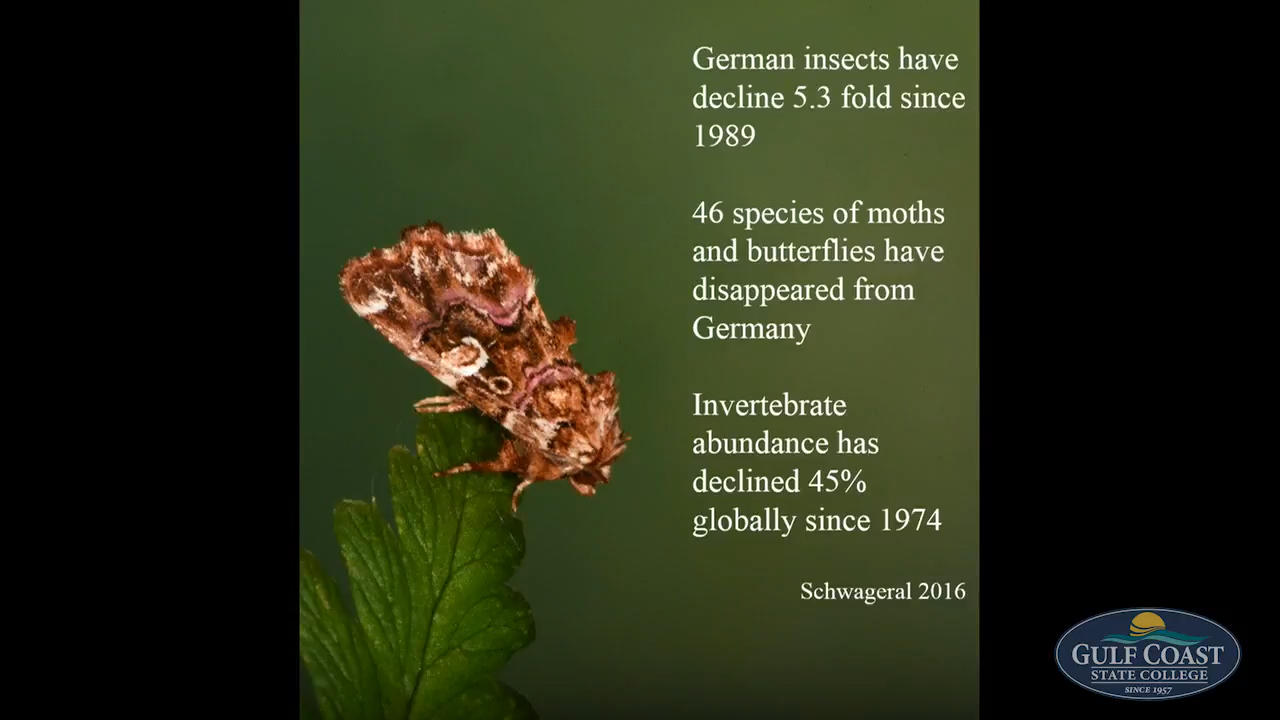 German insects have
decline 5.3 fold since
1989
46 species of moths
and butterflies have
disappeared from
Germany
Invertebrate
abundance has
declined 45%
globally since 1974
Schwageral 2016
GULF COAST
STATE COLLEGE
SINCE 1957